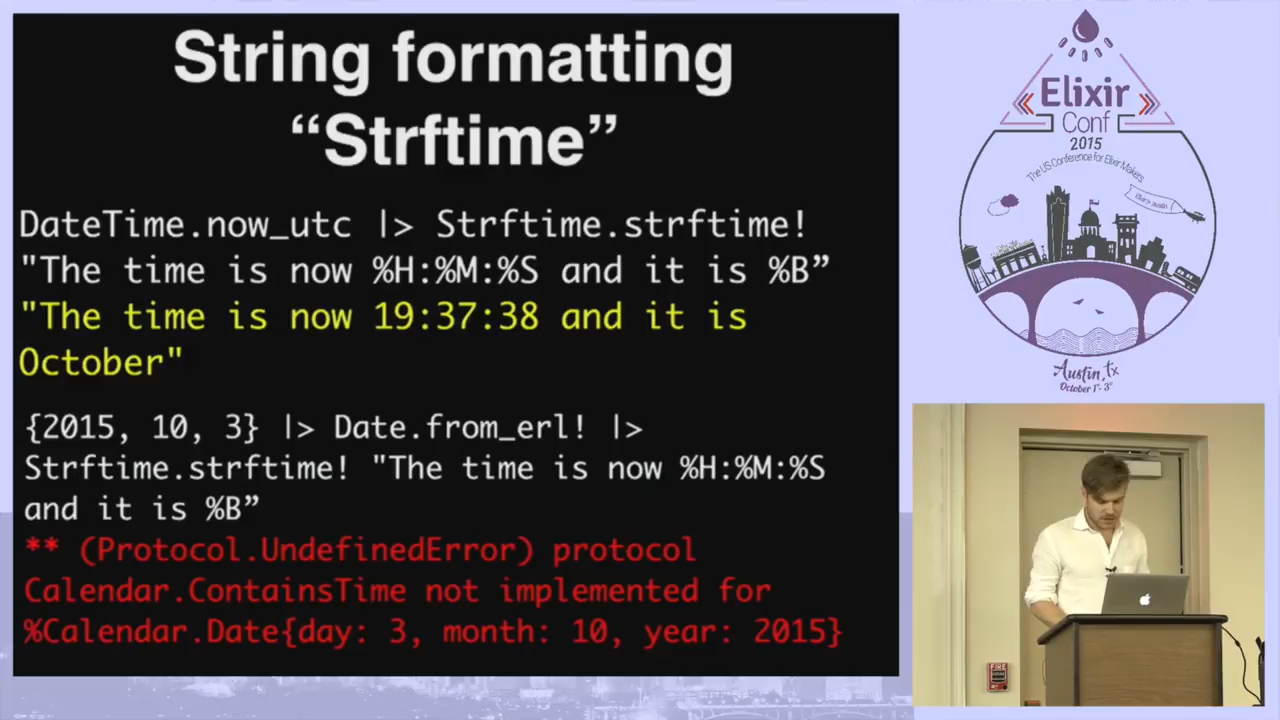 String formatting
“Strftime”
DateTime.now_utc |> Strftime.strftime!
"The time is now %H:%M:%S and it is %B”
"The time is now 19:37:38 and it is
October"
{2015, 10, 3} |> Date.from_erl! |>
Strftime.strftime! "The time is now %H:%M:%S
and it is %B”
** (Protocol.UndefinedError) protocol
Calendar.ContainsTime not implemented for
%Calendar.Date{day: 3, month: 10, year: 2015}
Elixir
Conf
2015
The US Conference for Elixir Makers
Austin, tx
October 1st - 3rd
FIRE